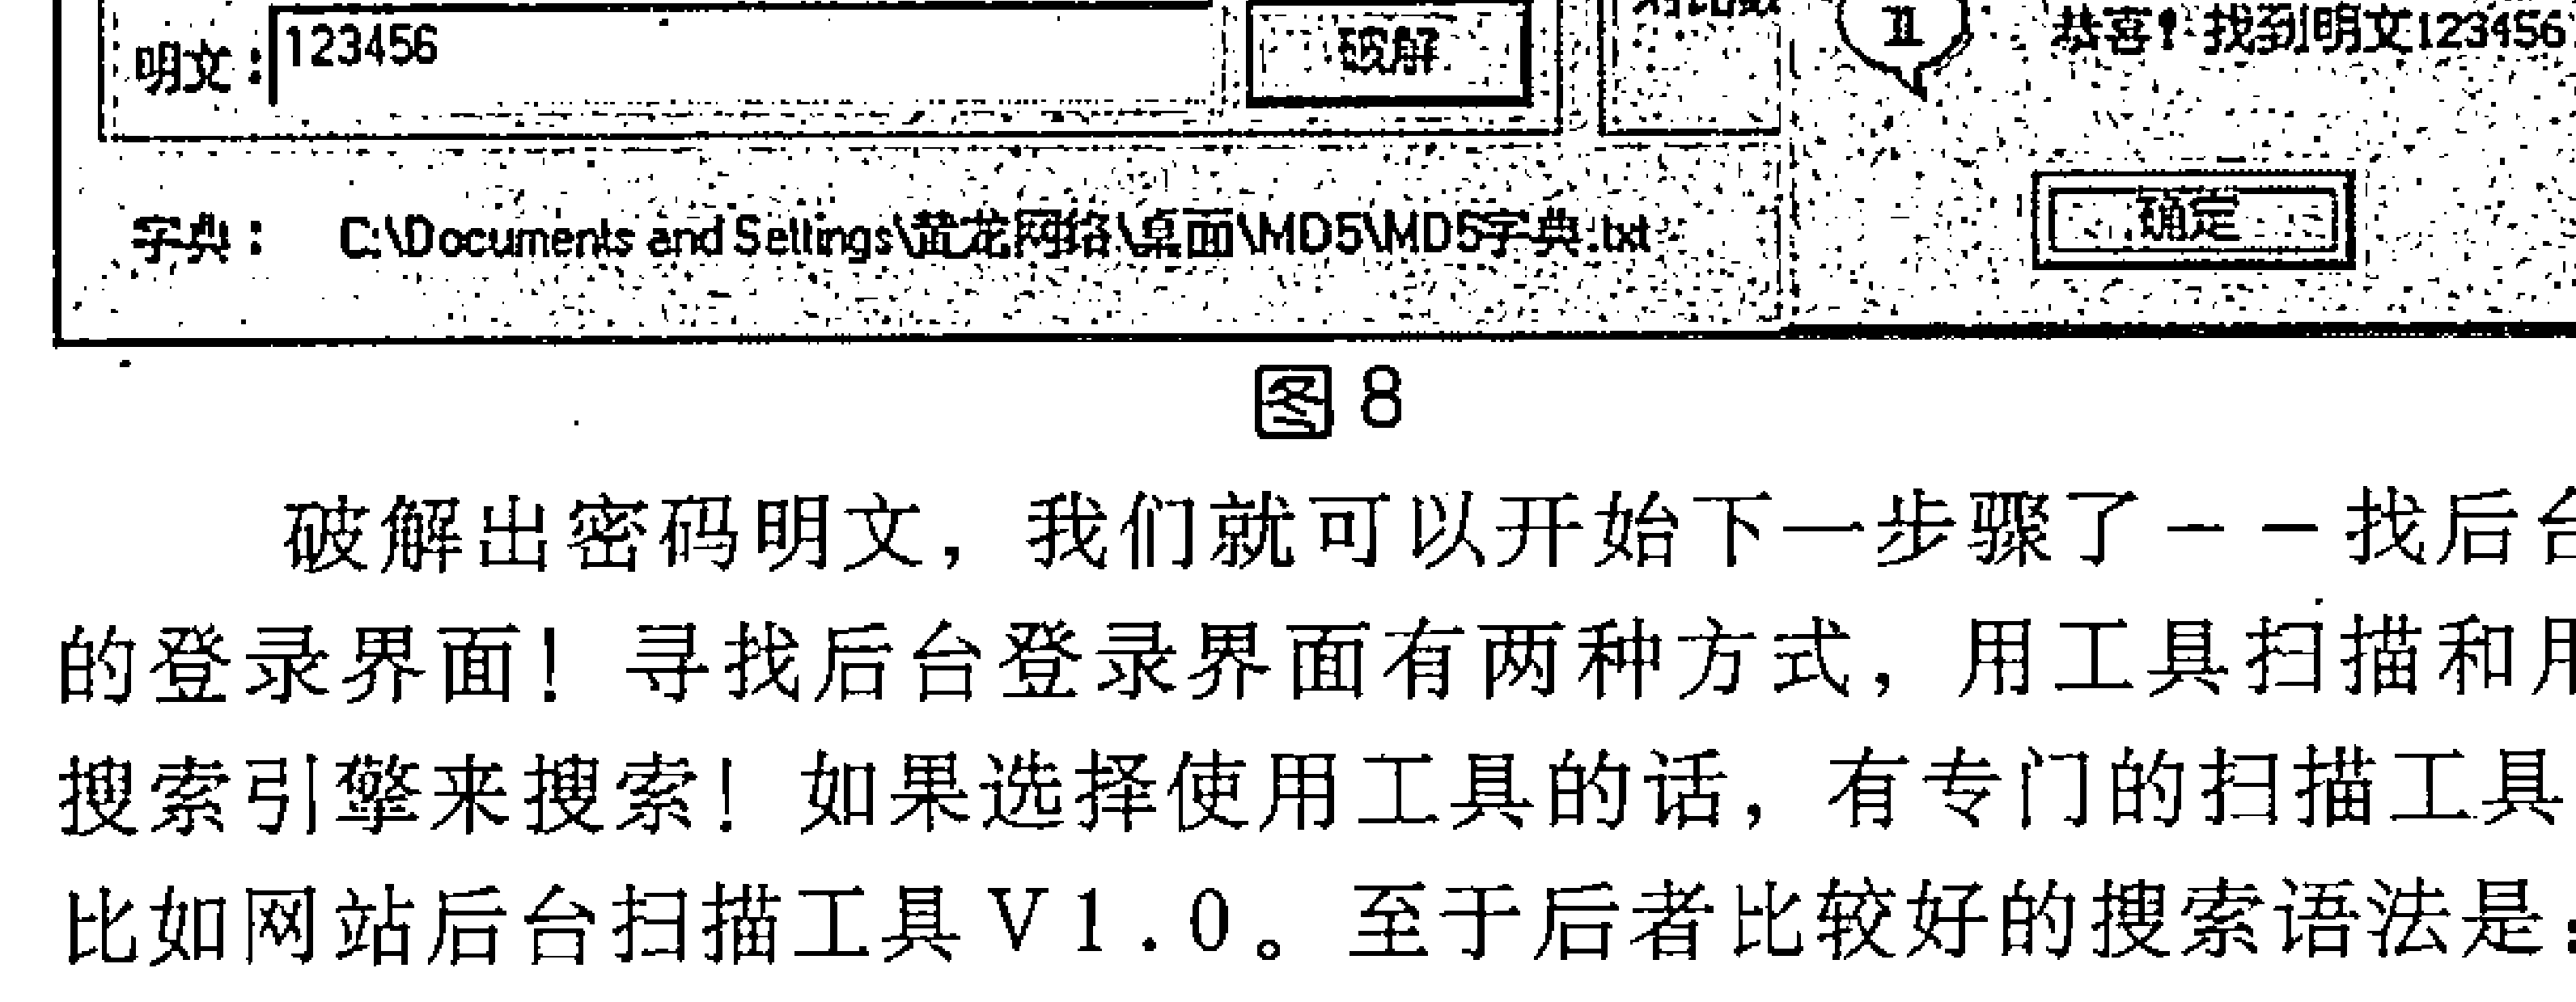 明文： 123456 破解 恭喜！找到明文123456
字典： C:\Documents and Settings\黄龙网络\桌面\MD5\MD5字典.txt 确定
图8
破解出密码明文，我们就可以开始下一步骤了－－找后台
的登录界面！寻找后台登录界面有两种方式，用工具扫描和用
搜索引擎来搜索！如果选择使用工具的话，有专门的扫描工具
比如网站后台扫描工具V1.0。至于后者比较好的搜索语法是：